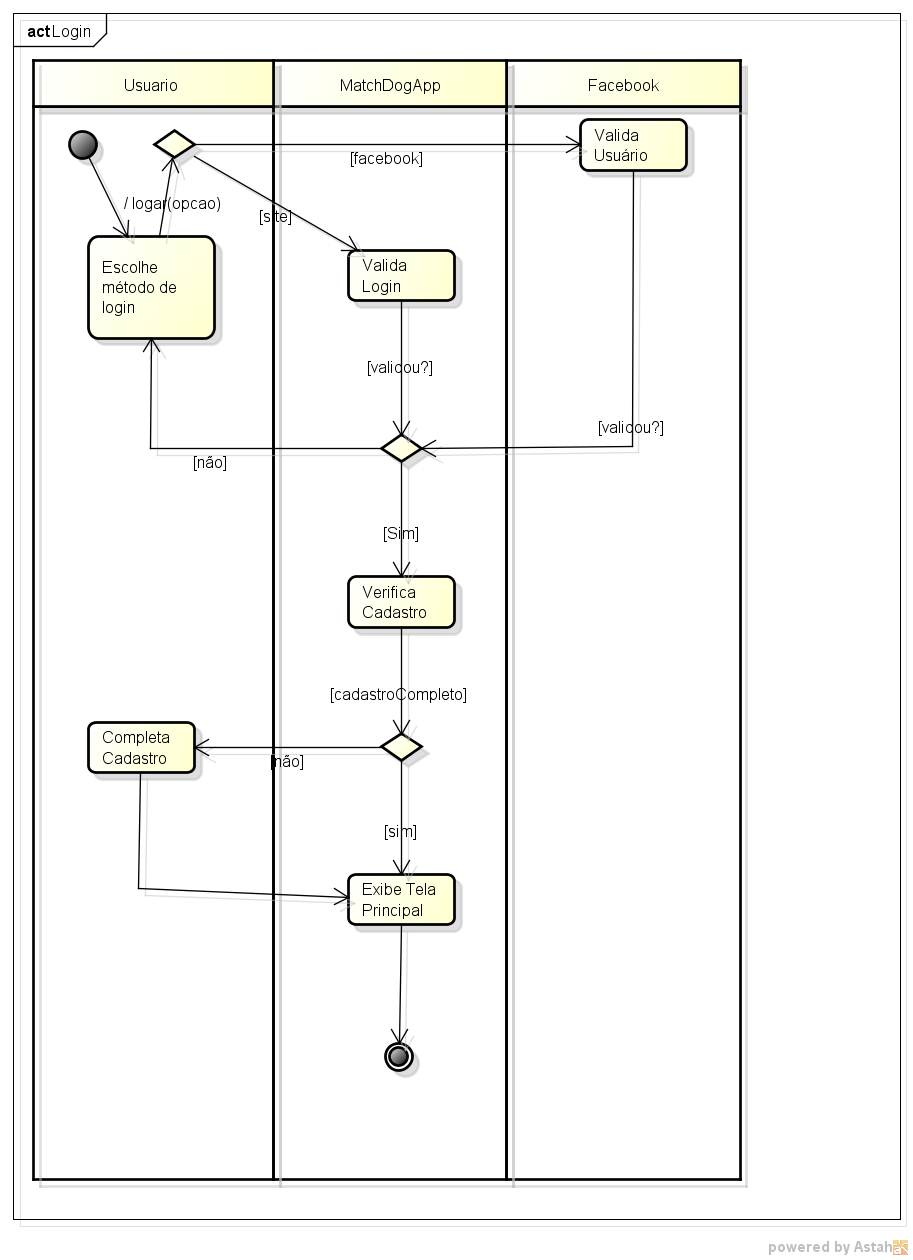 act Login
Usuario
MatchDogApp
Facebook
Valida
Usuário
[facebook]
/ logar(opcao)
[site]
Escolhe
método de
login
Valida
Login
[validou?]
[validou?]
[não]
[Sim]
Verifica
Cadastro
[cadastroCompleto]
Completa
Cadastro
[não]
[sim]
Exibe Tela
Principal
powered by Astah